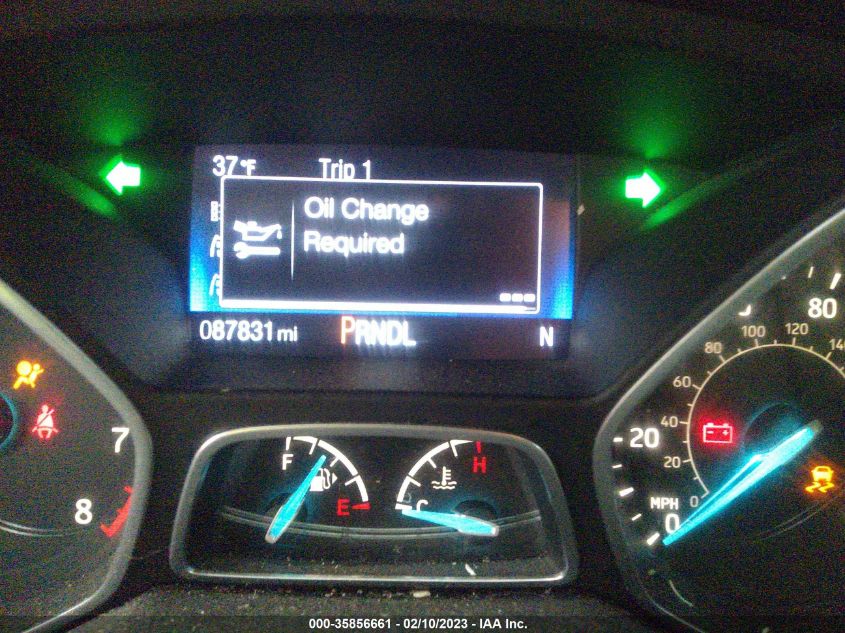 37°F Trip 1
Oil Change
Required
087831 mi PRNDL N
7
8
F E
H
C
80
100 120 140
80
60
40
20
0
20
MPH
0
000-35856661 - 02/10/2023 - IAA Inc.